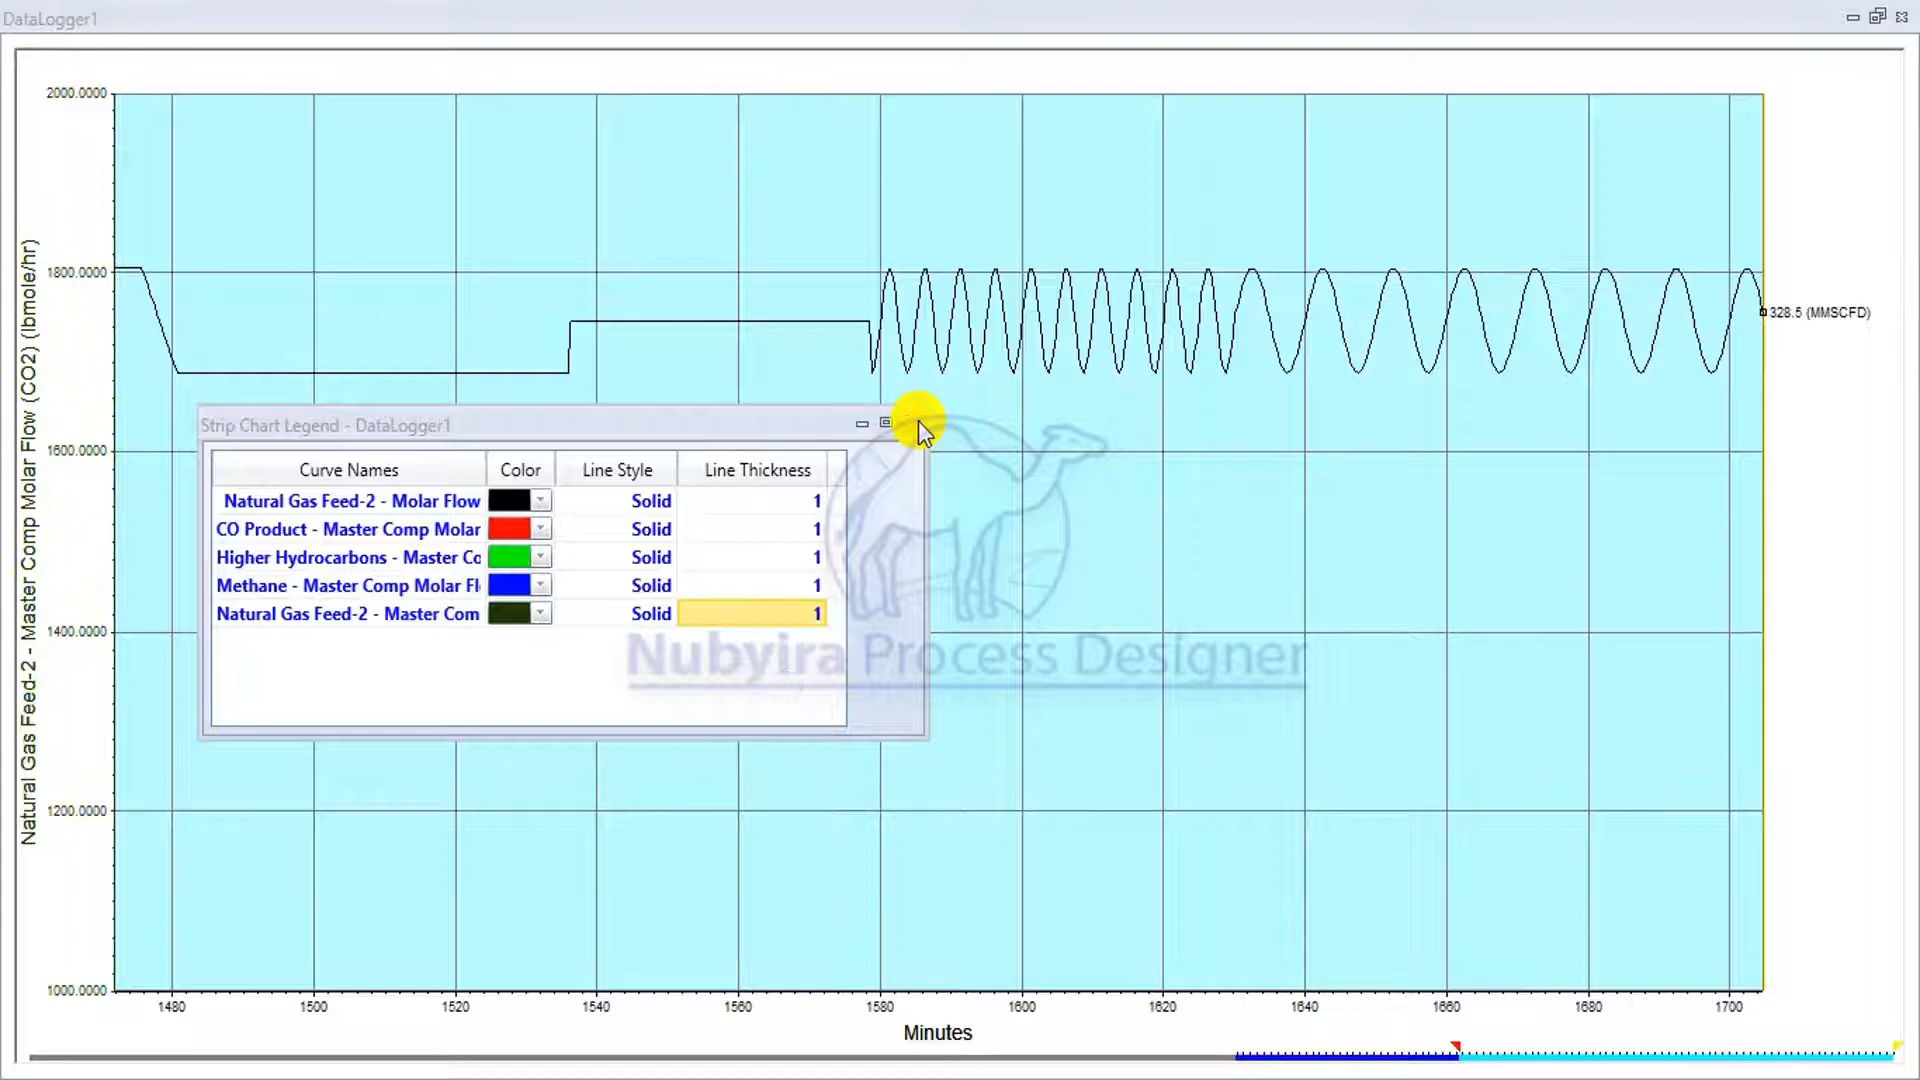 DataLogger1
2000.0000
1800.0000
1600.0000
1400.0000
1200.0000
1000.0000
Natural Gas Feed-2 - Master Comp Molar Flow (CO2) (lbmole/hr)
328.5 (MMSCFD)
Strip Chart Legend - DataLogger1
Curve Names Color Line Style Line Thickness
Natural Gas Feed-2 - Molar Flow Solid 1
CO Product - Master Comp Molar Solid 1
Higher Hydrocarbons - Master Co Solid 1
Methane - Master Comp Molar Fl Solid 1
Natural Gas Feed-2 - Master Com Solid 1
Nubyira Process Designer
1480 1500 1520 1540 1560 1580 1600 1620 1640 1660 1680 1700
Minutes